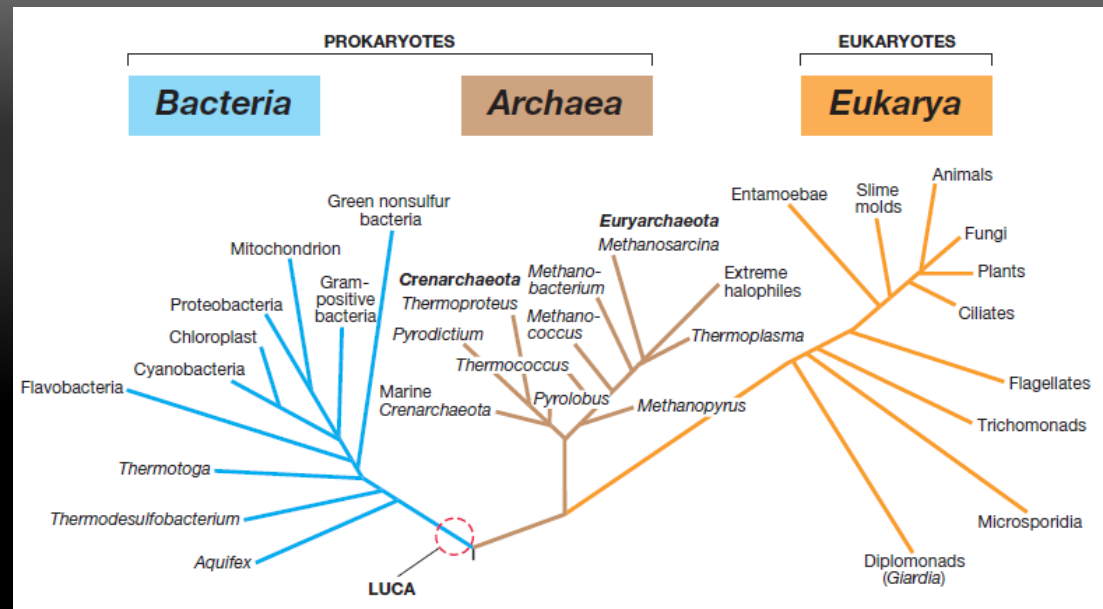 PROKARYOTES
EUKARYOTES
Bacteria
Archaea
Eukarya
Green nonsulfur
bacteria
Mitochondrion
Gram-
positive
bacteria
Proteobacteria
Chloroplast
Cyanobacteria
Flavobacteria
Thermotoga
Thermodesulfobacterium
Aquifex
LUCA
Crenarchaeota
Thermoproteus
Pyrodictium
Marine
Crenarchaeota
Euryarchaeota
Methanosarcina
Methano-
bacterium
Methano-
coccus
Thermococcus
Pyrolobus
Methanopyrus
Extreme
halophiles
Thermoplasma
Entamoebae
Slime
molds
Animals
Fungi
Plants
Ciliates
Flagellates
Trichomonads
Microsporidia
Diplomonads
(Giardia)